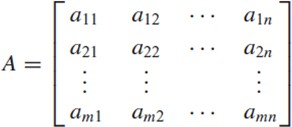 A = [ a₁₁ a₁₂ ⋯ a₁ₙ
a₂₁ a₂₂ ⋯ a₂ₙ
⋮ ⋮ ⋮
aₘ₁ aₘ₂ ⋯ aₘₙ ]